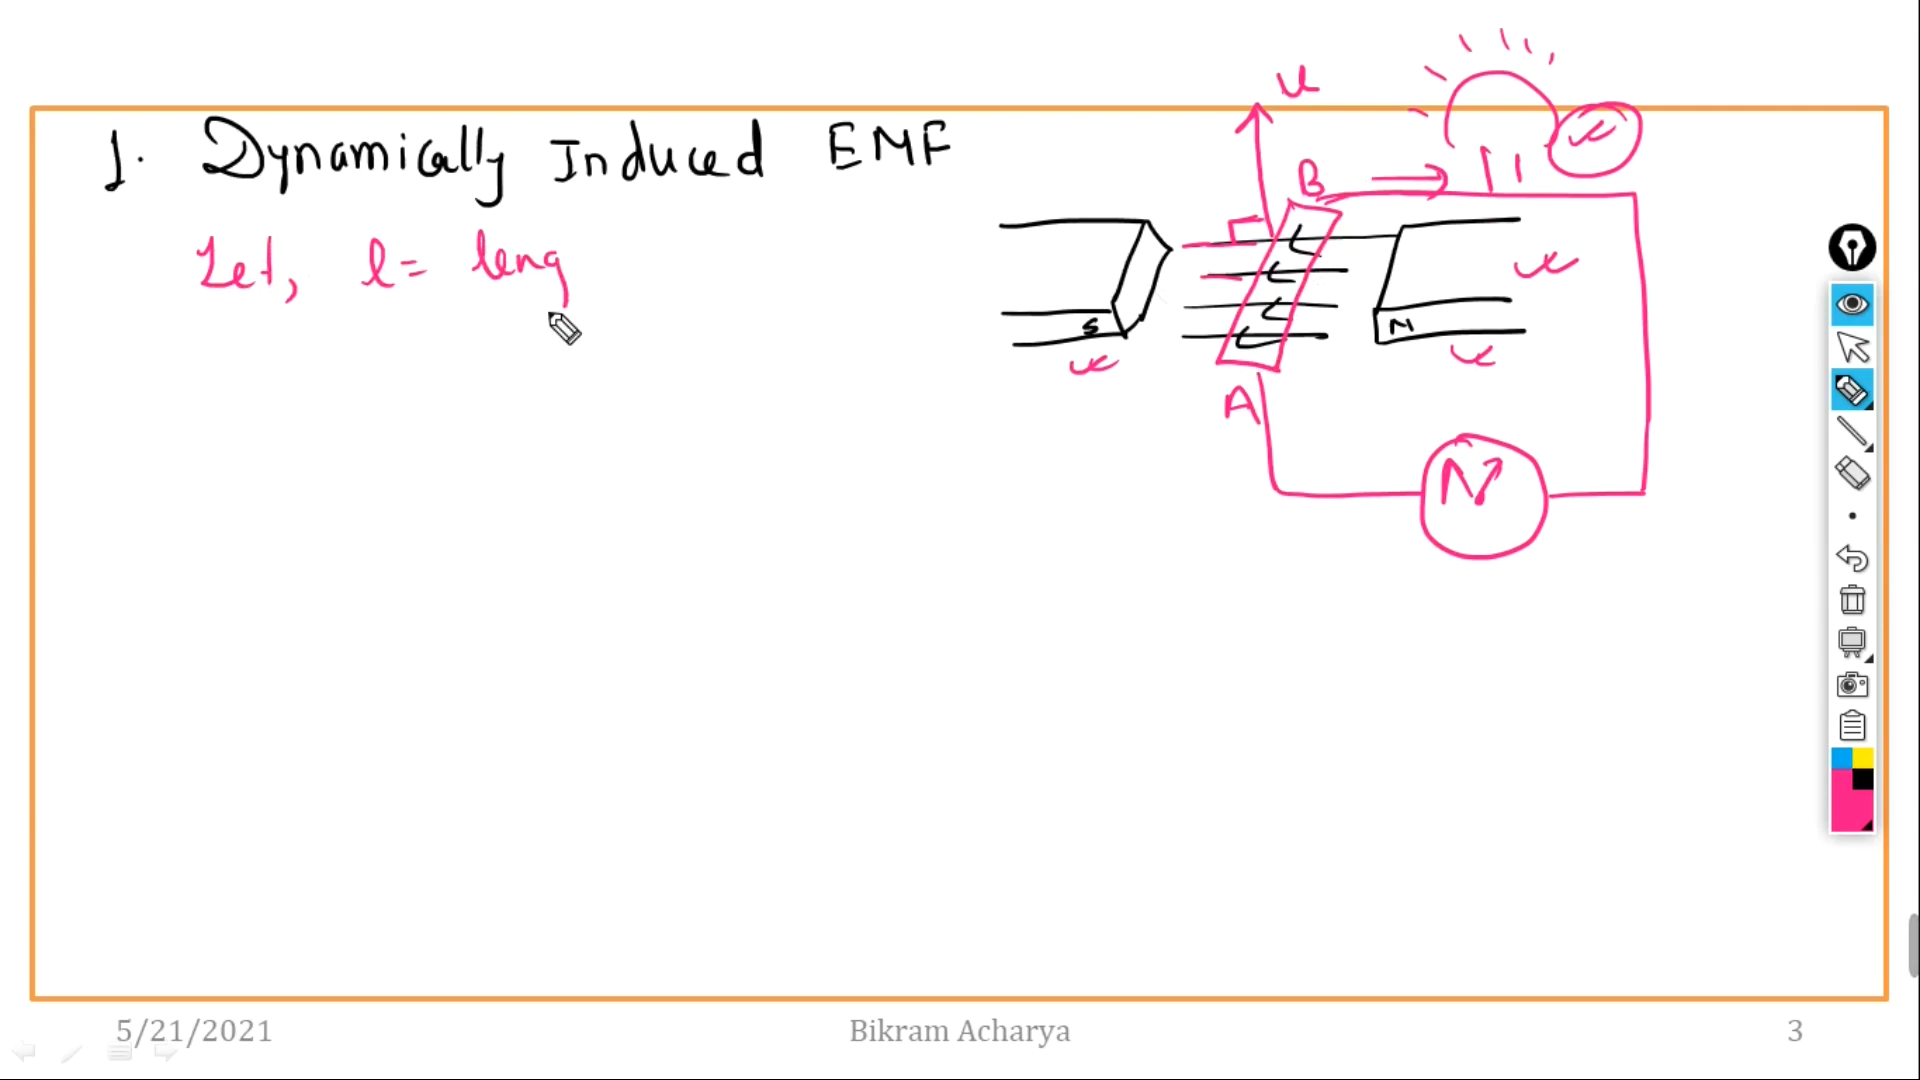 1. Dynamically Induced EMF
Let, l = leng
u
B
S
N
A
5/21/2021
Bikram Acharya
3